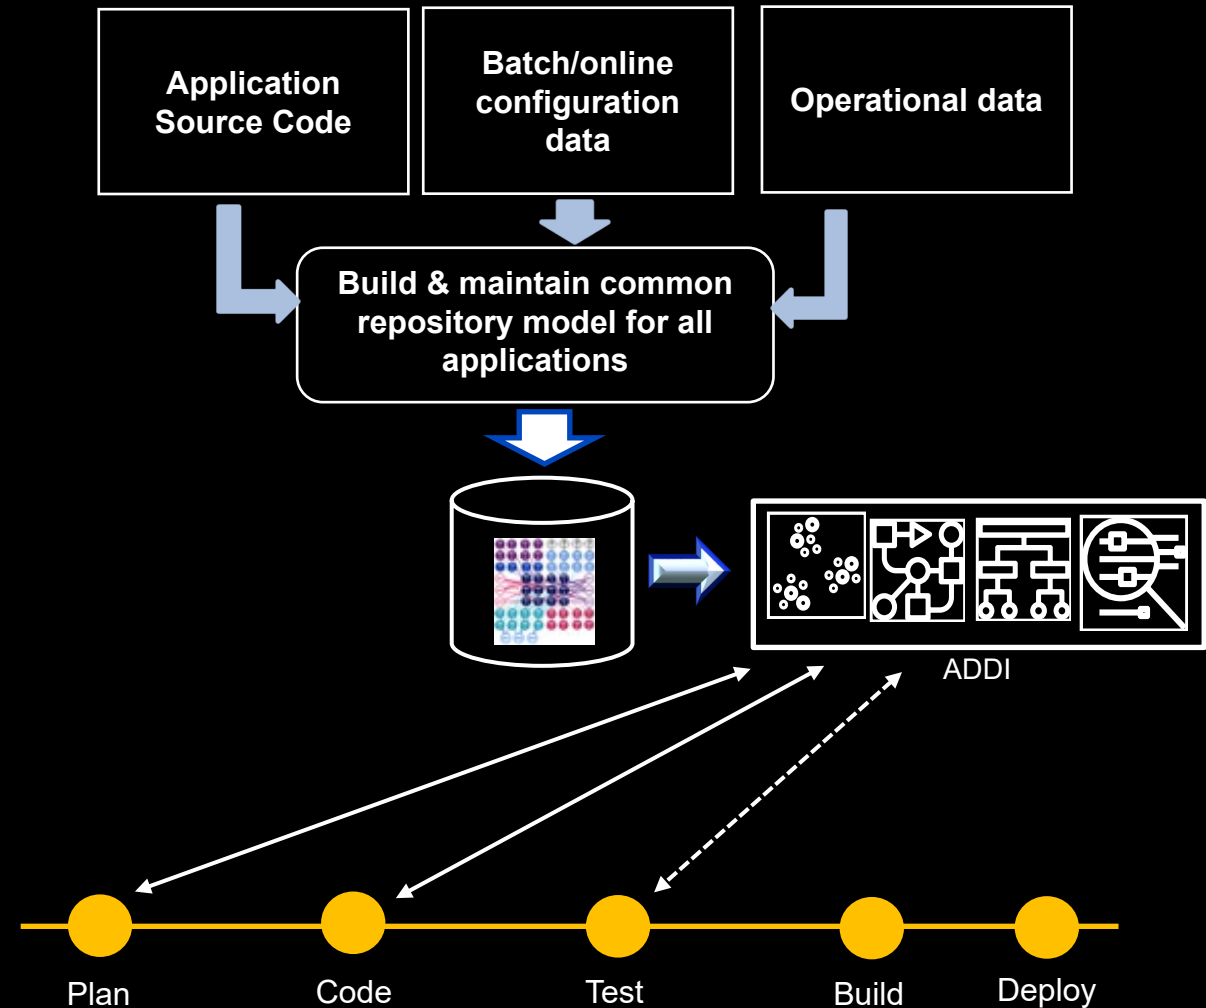 Application
Source Code
Batch/online
configuration
data
Operational data
Build & maintain common
repository model for all
applications
ADDI
Plan
Code
Test
Build
Deploy